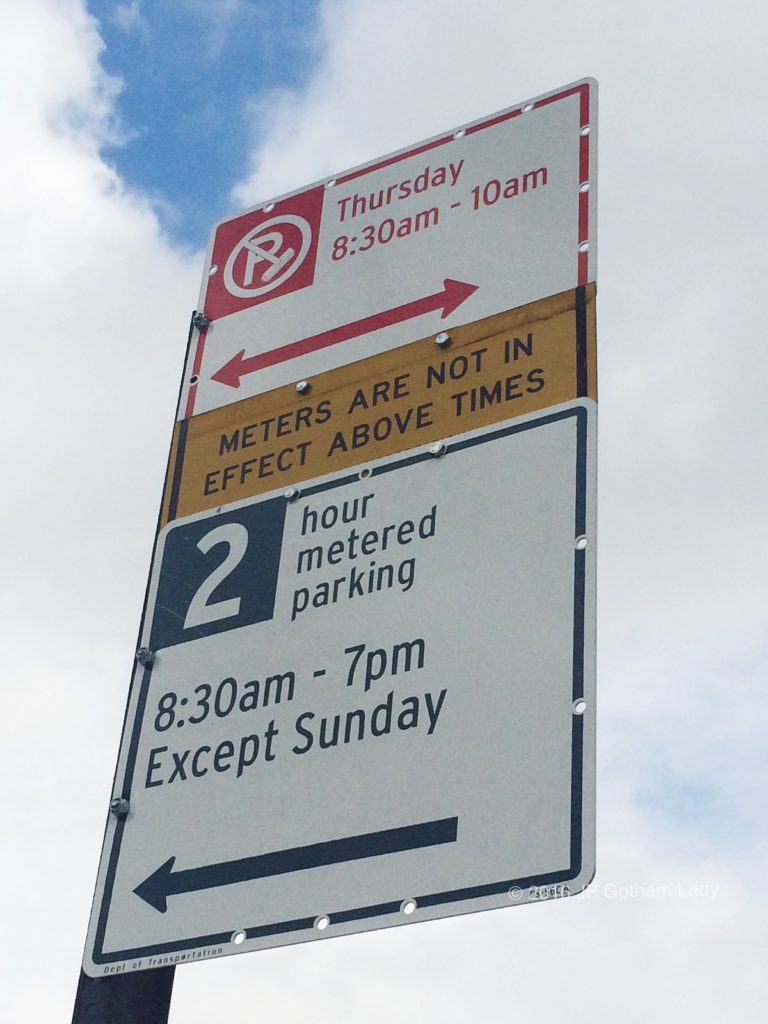 Thursday
8:30am - 10am
METERS ARE NOT IN
EFFECT ABOVE TIMES
2
hour
metered
parking
8:30am - 7pm
Except Sunday
© 2016 JP Gotham Lady
Dept of Transportation